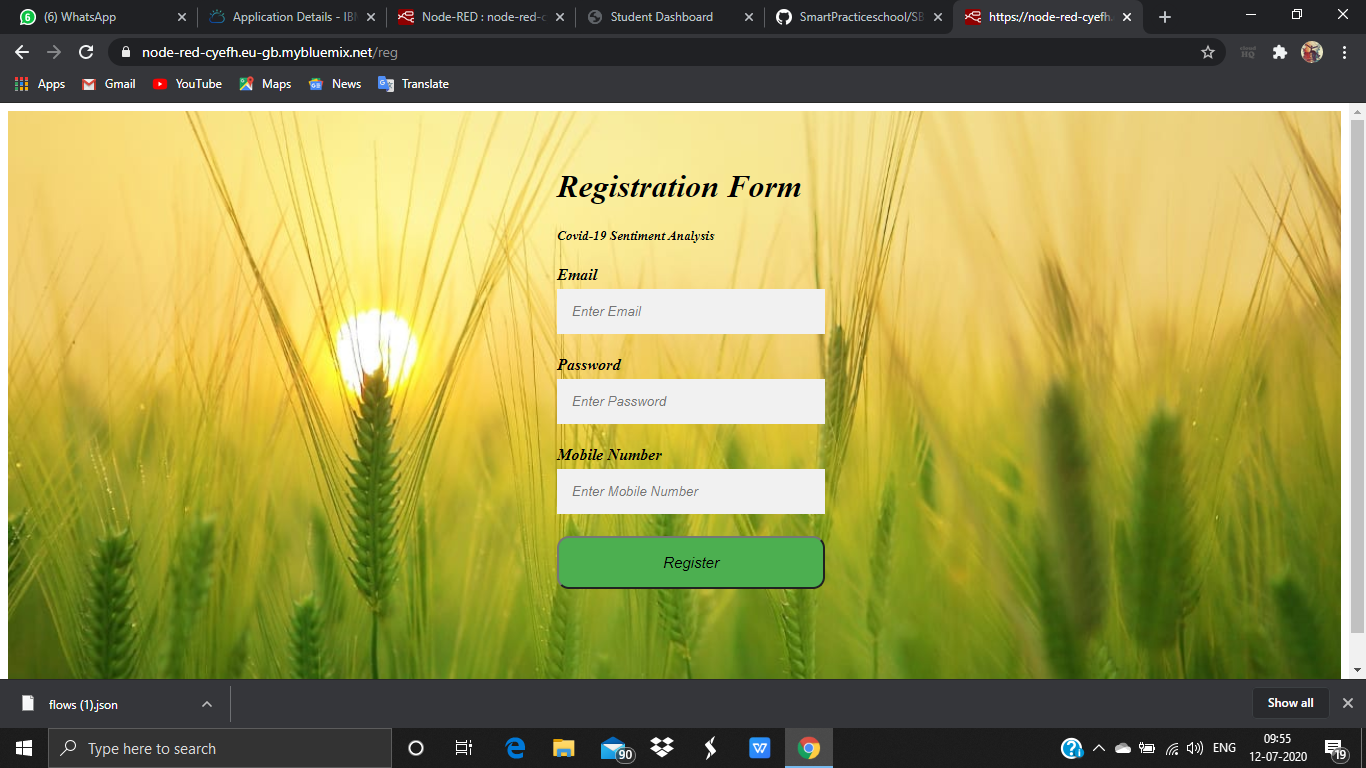 (6) WhatsApp
Application Details - IBM
Node-RED : node-red-c
Student Dashboard
SmartPracticeschool/SB
https://node-red-cyefh.
node-red-cyefh.eu-gb.mybluemix.net/reg
Apps
Gmail
YouTube
Maps
News
Translate
Registration Form
Covid-19 Sentiment Analysis
Email
Enter Email
Password
Enter Password
Mobile Number
Enter Mobile Number
Register
flows (1).json
Show all
Type here to search
90
ENG
09:55
12-07-2020
19